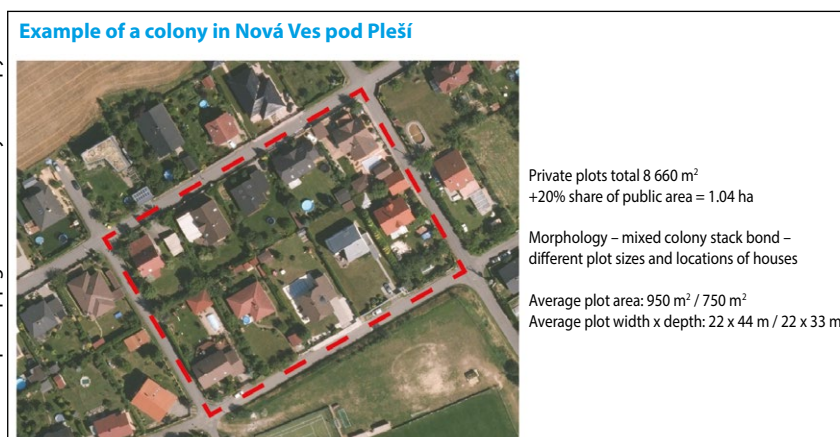 Example of a colony in Nová Ves pod Pleší
Private plots total 8 660 m²
+20% share of public area = 1.04 ha
Morphology – mixed colony stack bond –
different plot sizes and locations of houses
Average plot area: 950 m² / 750 m²
Average plot width x depth: 22 x 44 m / 22 x 33 m